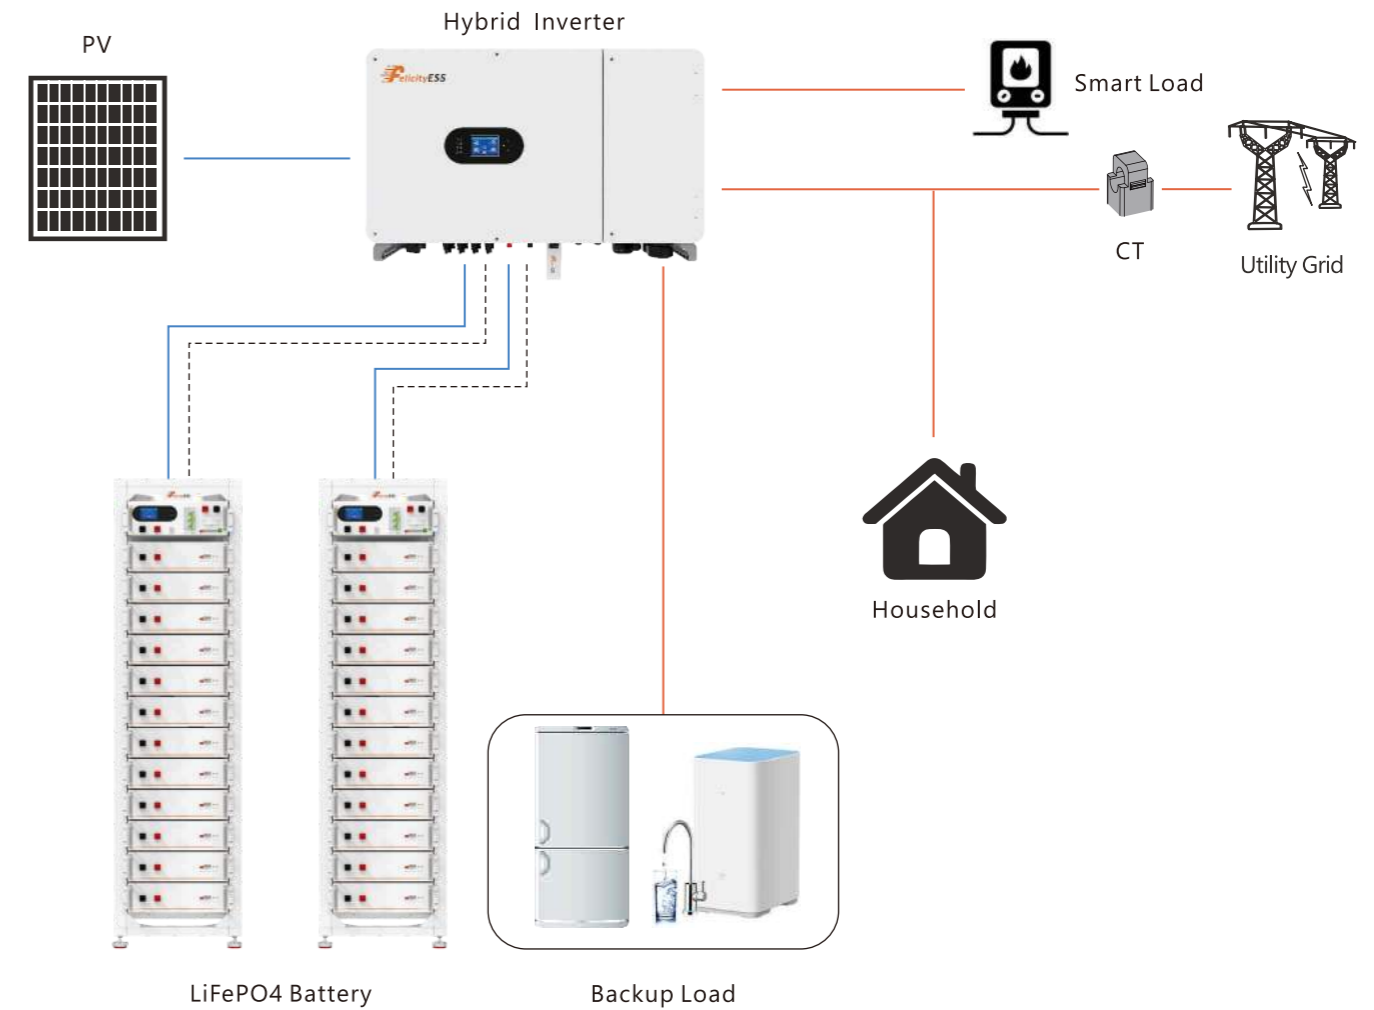 Hybrid Inverter
PV
FelicityESS
Smart Load
CT
Utility Grid
Household
LiFePO4 Battery
Backup Load